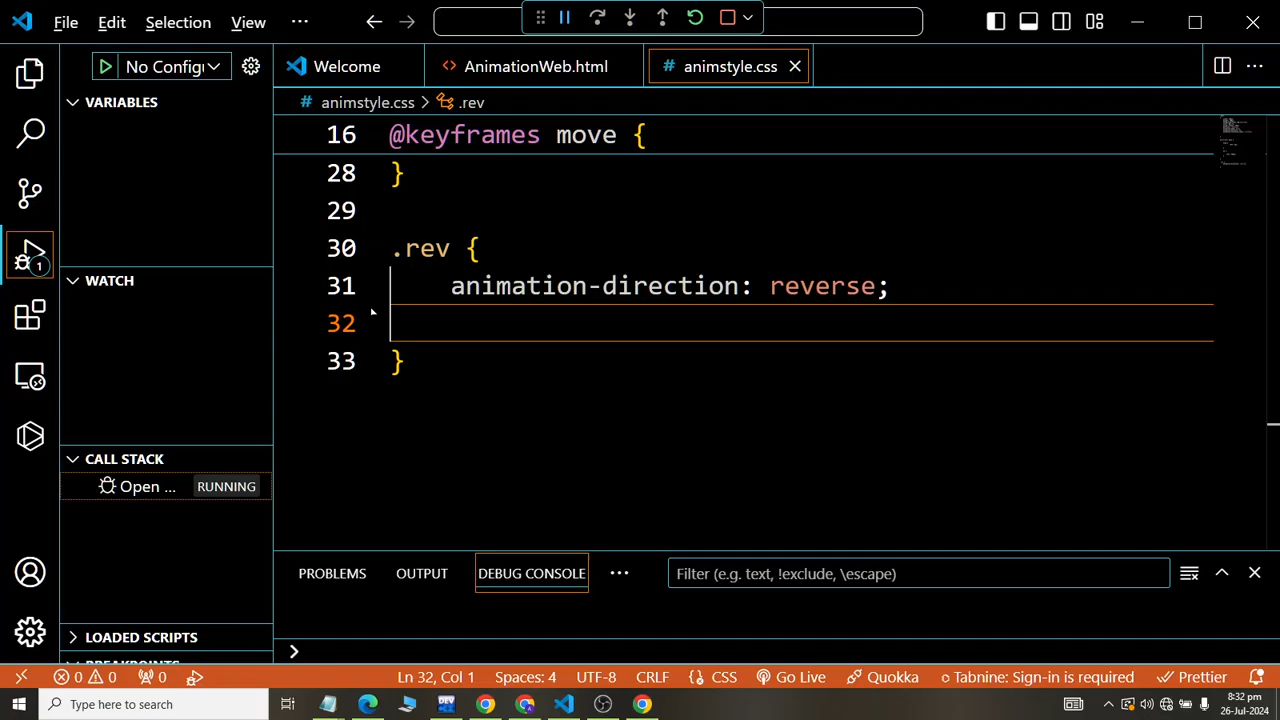 File Edit Selection View ···
No Config
Welcome
<> AnimationWeb.html
# animstyle.css
VARIABLES
# animstyle.css > .rev
16 @keyframes move {
28 }
29
30 .rev {
31 animation-direction: reverse;
32
33 }
WATCH
1
CALL STACK
Open ... RUNNING
PROBLEMS OUTPUT DEBUG CONSOLE ··· Filter (e.g. text, !exclude, \escape)
LOADED SCRIPTS
>
0 0 0 Ln 32, Col 1 Spaces: 4 UTF-8 CRLF CSS Go Live Quokka Tabnine: Sign-in is required Prettier
Type here to search
DEV
8:32 pm
26-Jul-2024